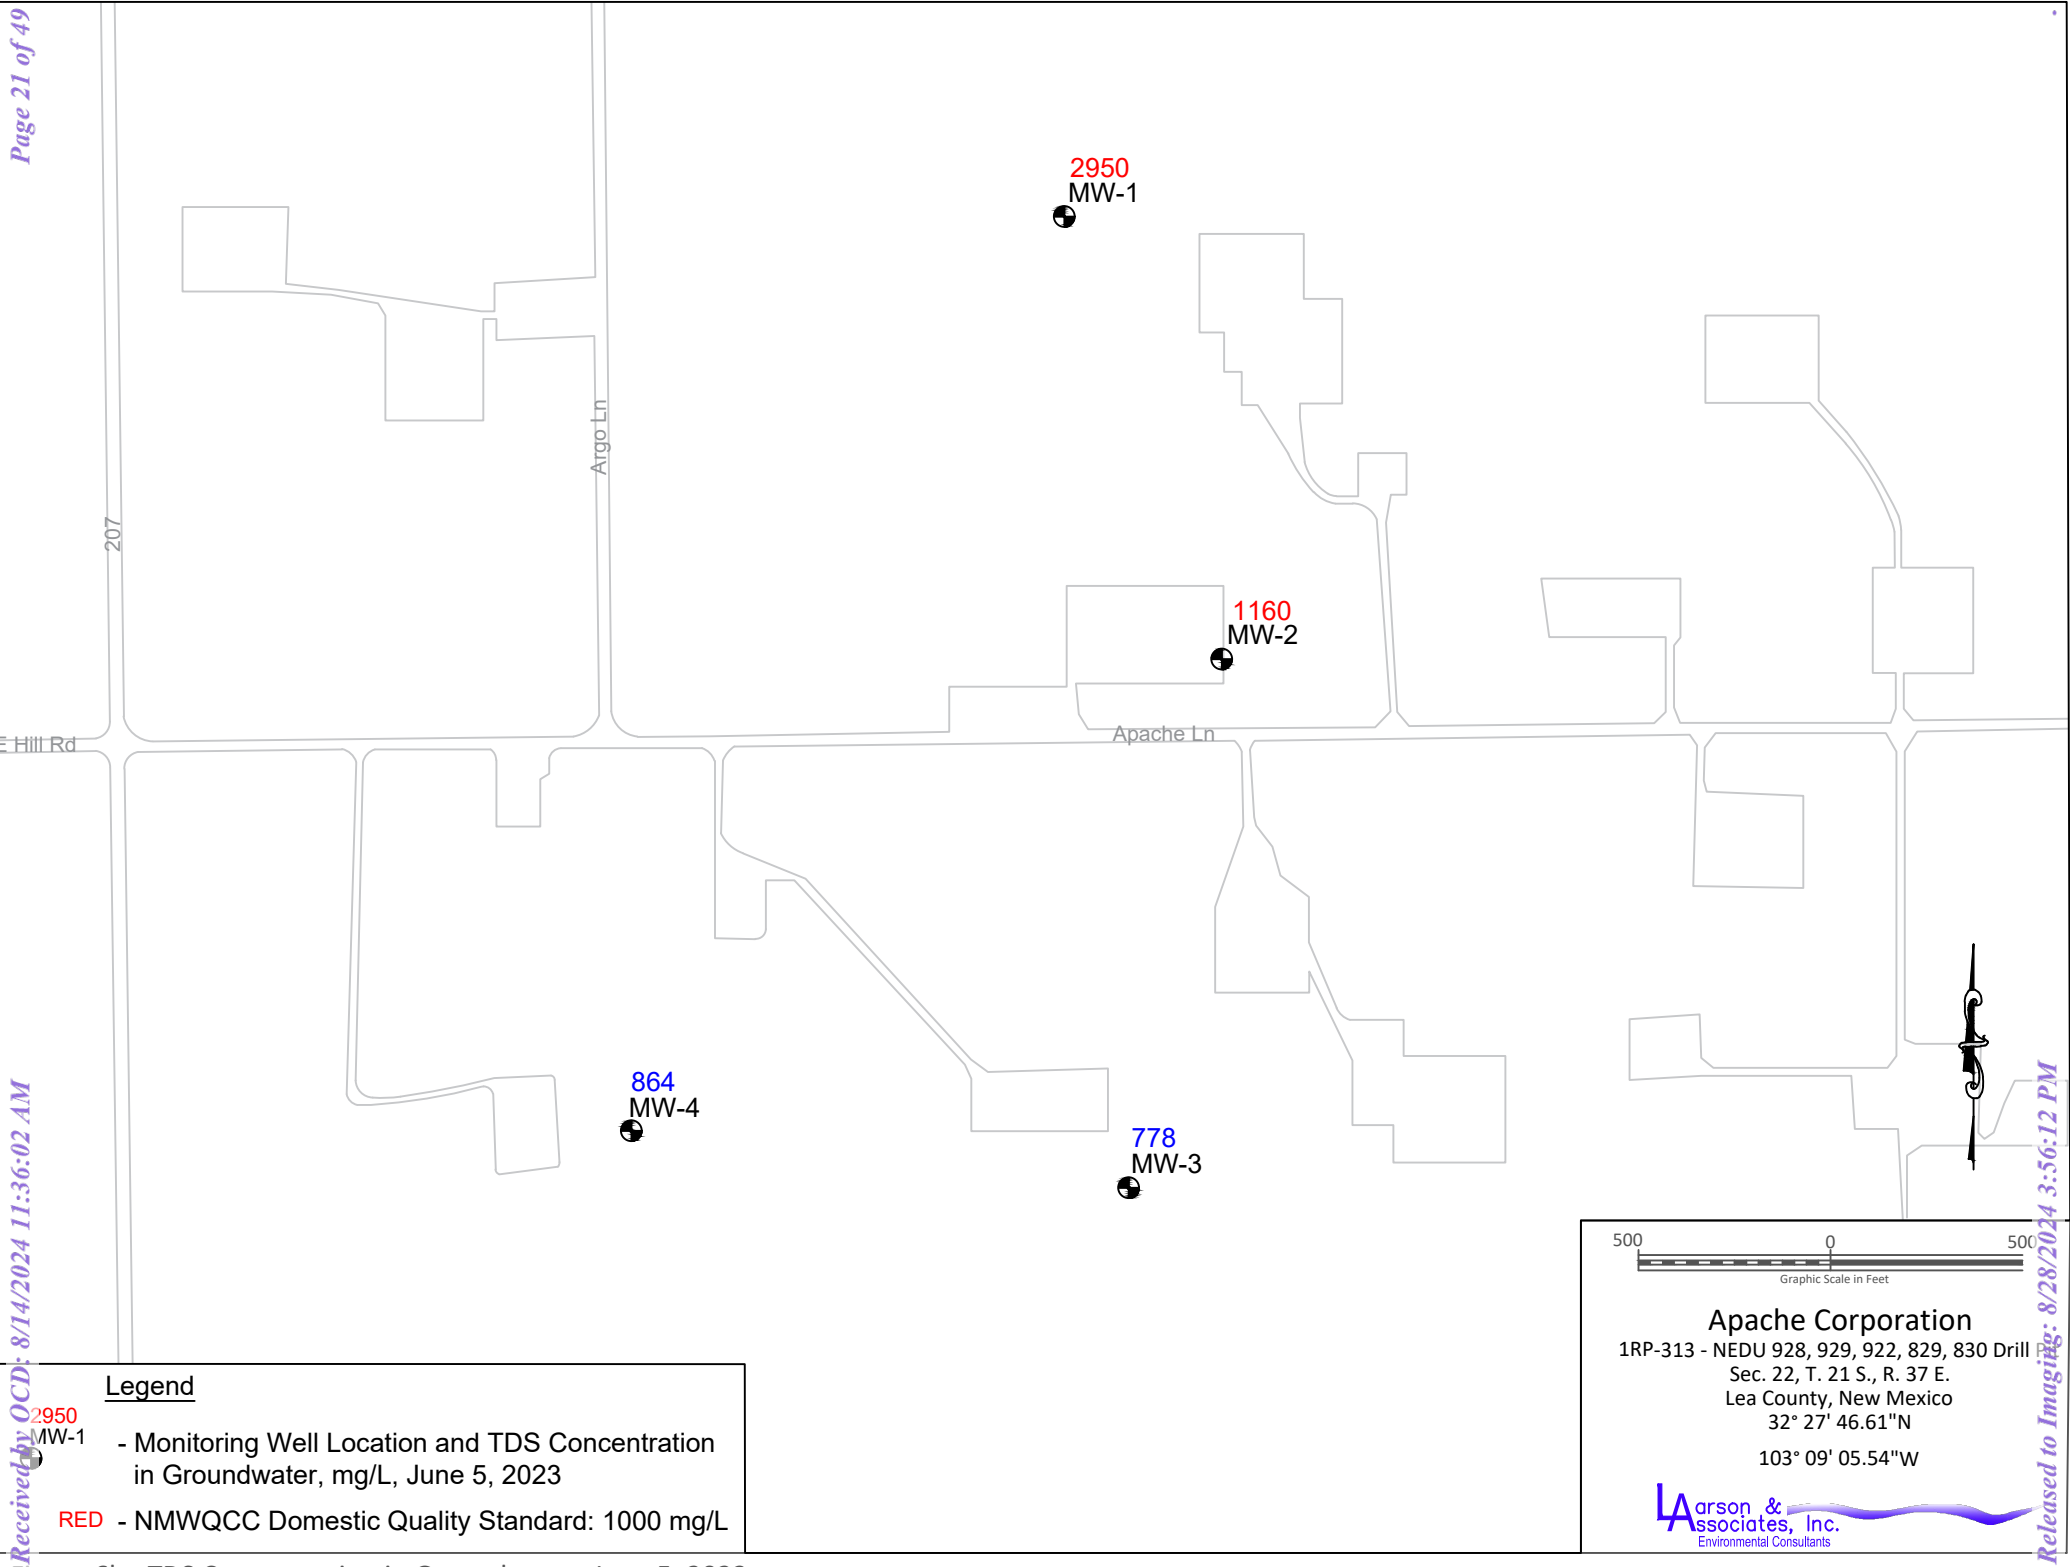 Page 21 of 49
2950
MW-1
Argo Ln
207
1160
MW-2
E Hill Rd
Apache Ln
864
MW-4
778
MW-3
Received by OCD: 8/14/2024 11:36:02 AM
Released to Imaging: 8/28/2024 3:56:12 PM
500 0 500
Graphic Scale in Feet
Apache Corporation
1RP-313 - NEDU 928, 929, 922, 829, 830 Drill
Sec. 22, T. 21 S., R. 37 E.
Lea County, New Mexico
32° 27' 46.61"N
103° 09' 05.54"W
Larson &
Associates, Inc.
Environmental Consultants
Legend
2950
MW-1
- Monitoring Well Location and TDS Concentration
in Groundwater, mg/L, June 5, 2023
RED - NMWQCC Domestic Quality Standard: 1000 mg/L